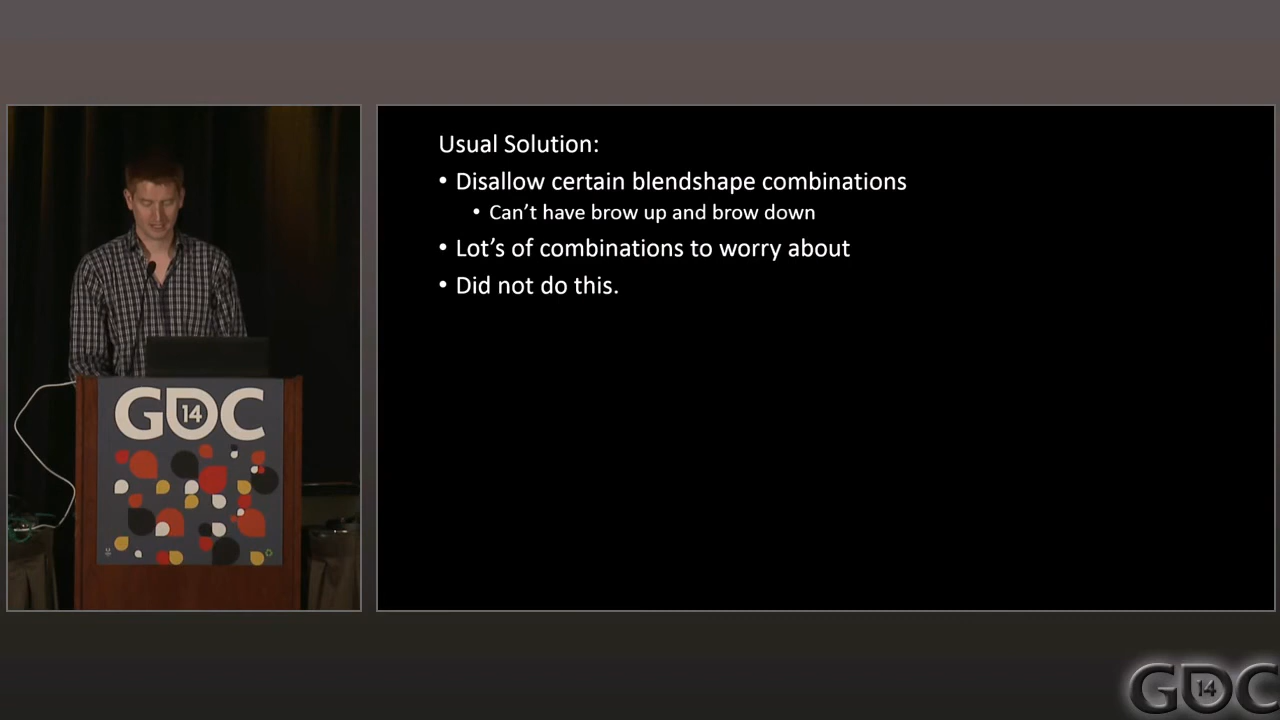 Usual Solution:
• Disallow certain blendshape combinations
• Can't have brow up and brow down
• Lot's of combinations to worry about
• Did not do this.
GDC
14
GDC
14